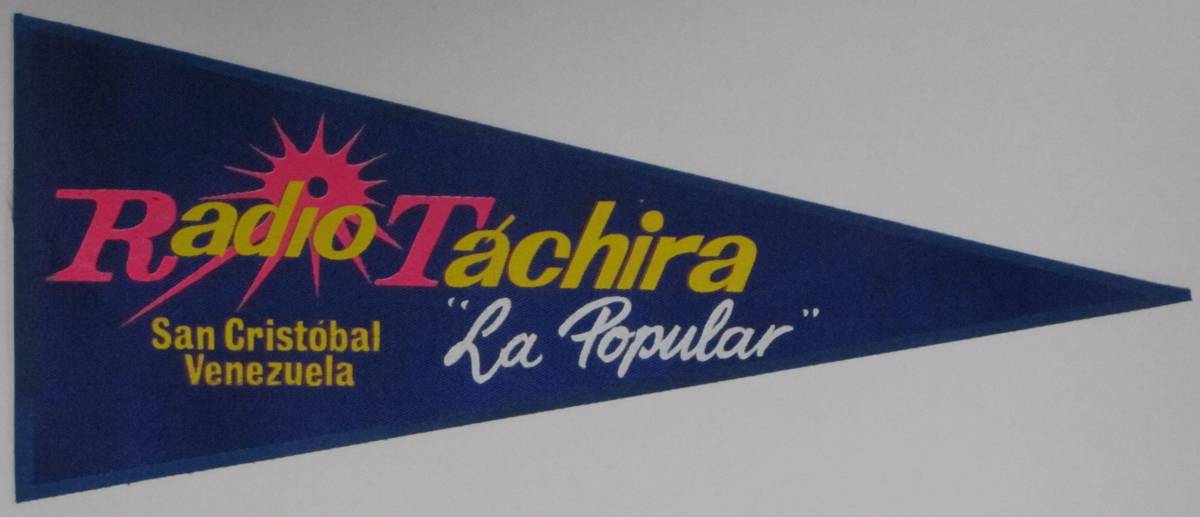 Radio Táchira
"La Popular"
San Cristóbal
Venezuela